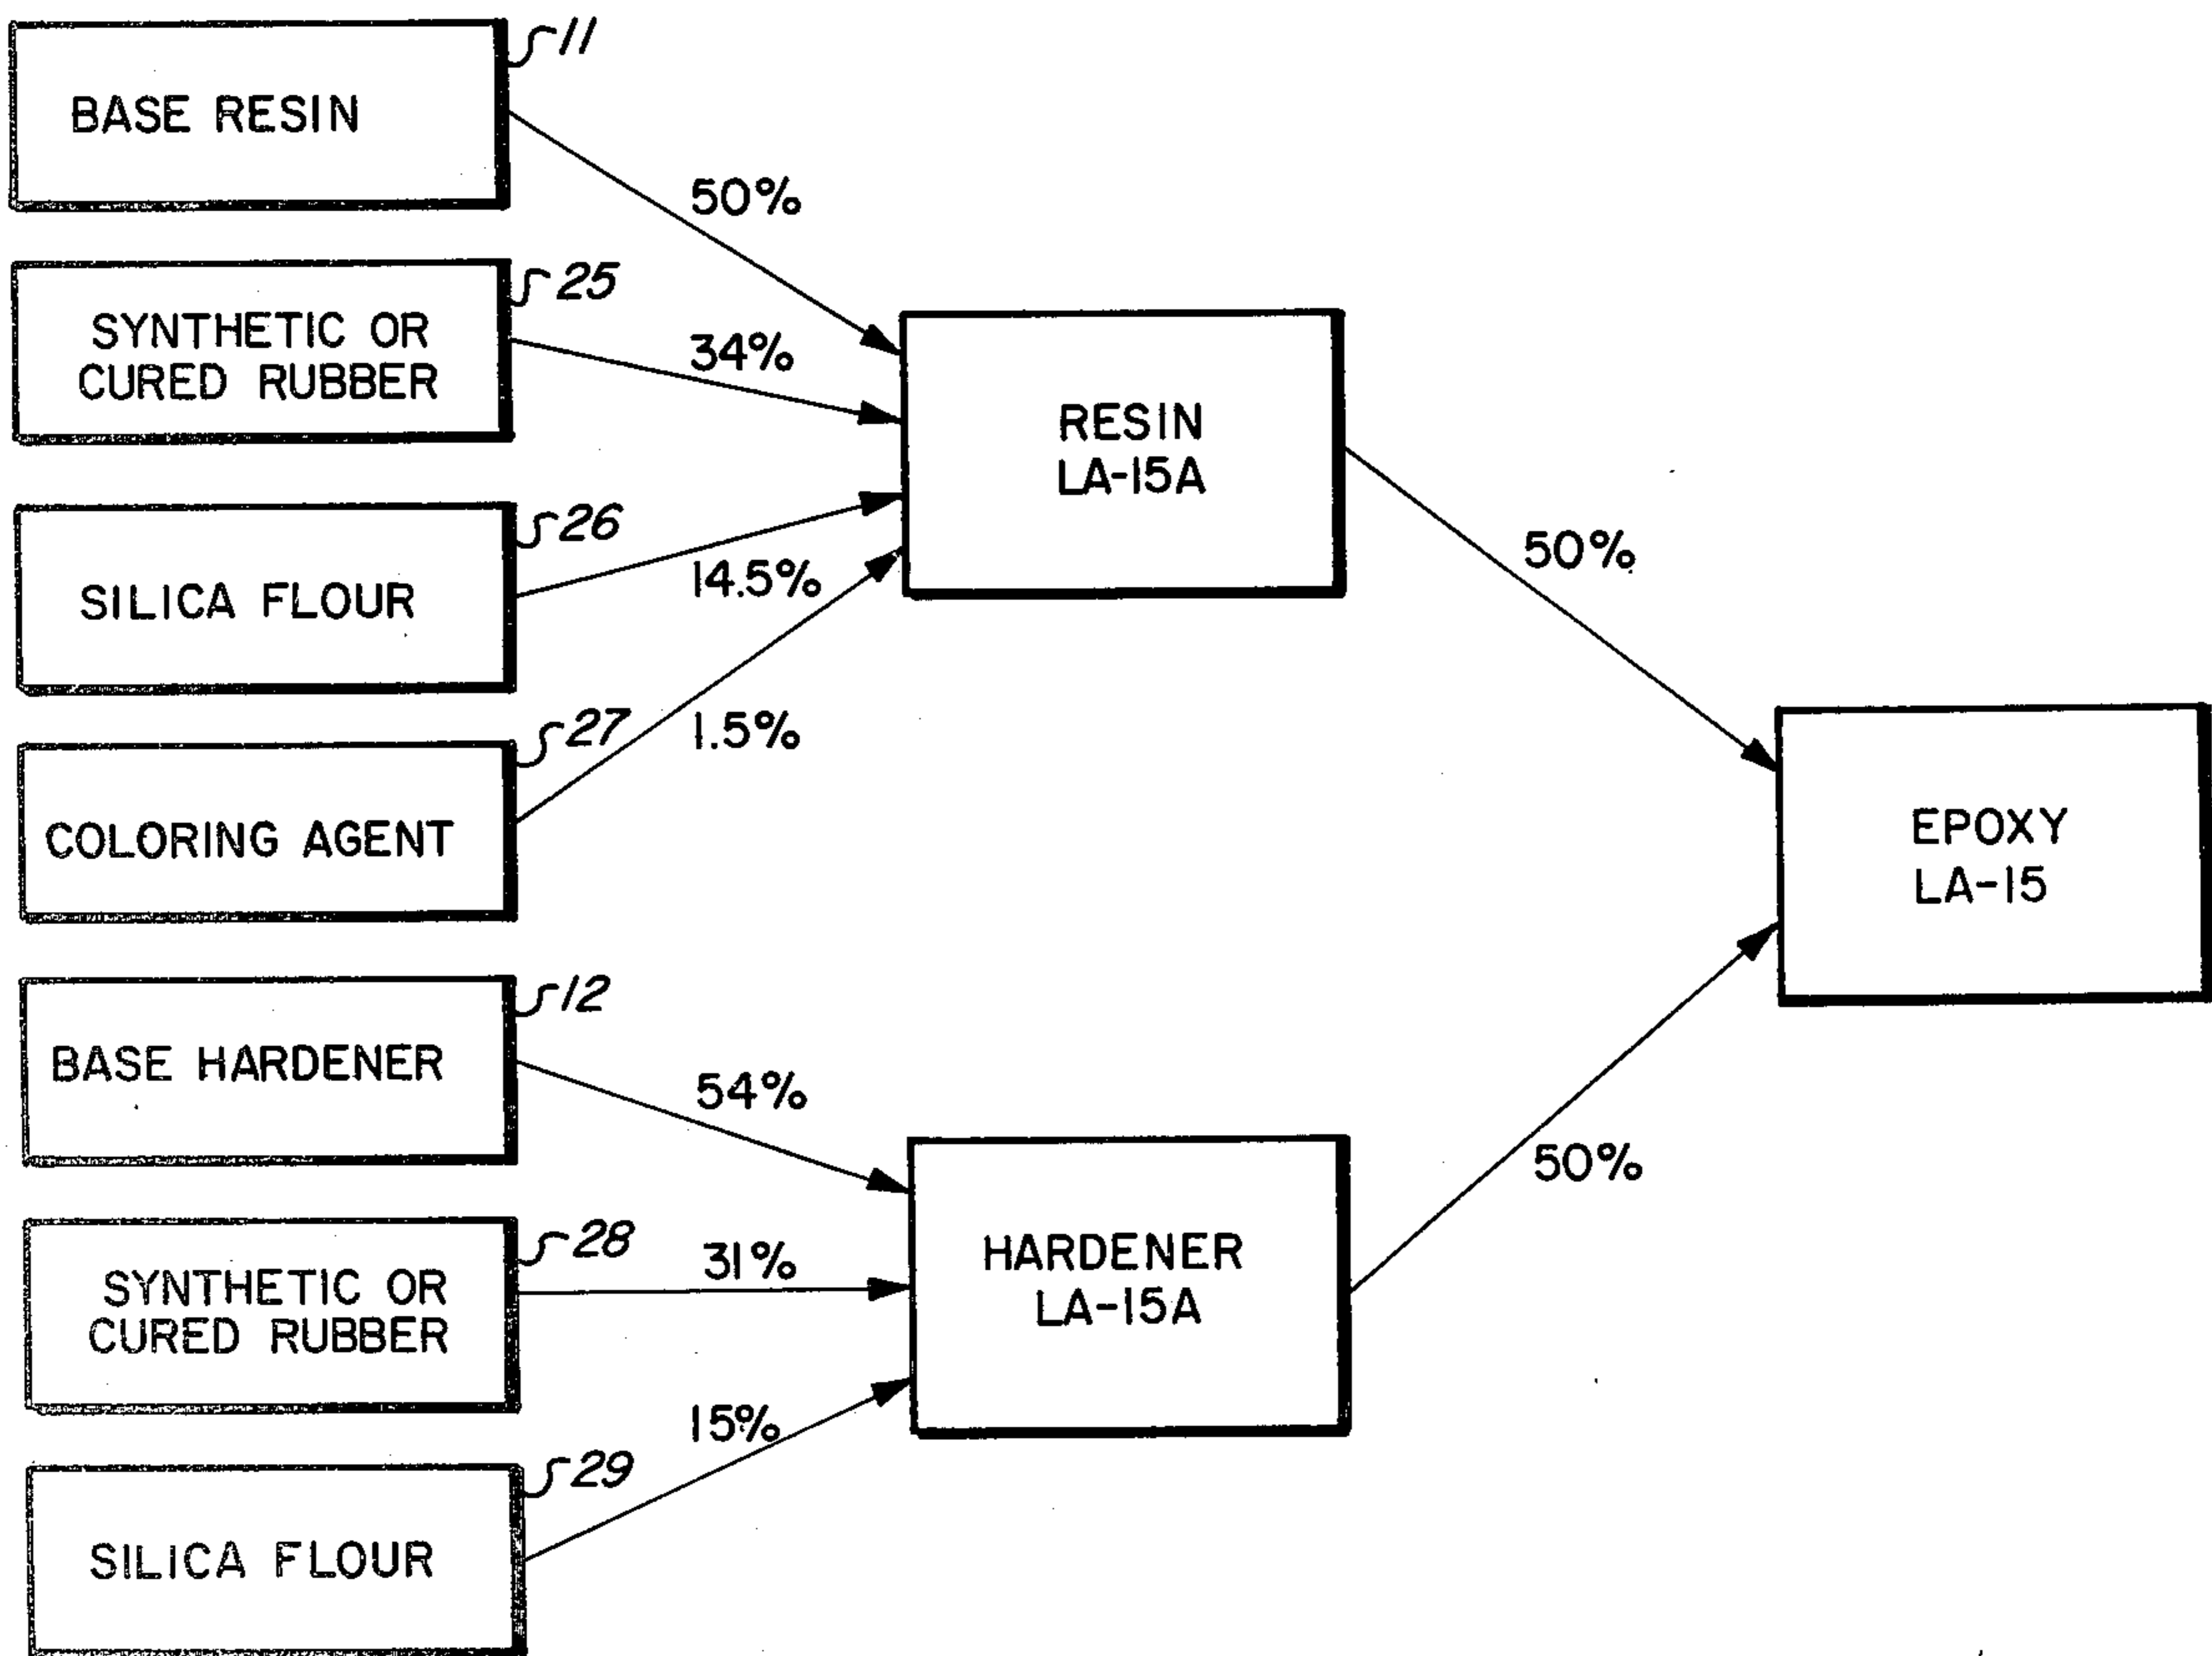 11
BASE RESIN
50%
25
SYNTHETIC OR
CURED RUBBER
34%
26
SILICA FLOUR
14.5%
27
COLORING AGENT
1.5%
RESIN
LA-15A
50%
12
BASE HARDENER
54%
28
SYNTHETIC OR
CURED RUBBER
31%
29
SILICA FLOUR
15%
HARDENER
LA-15A
50%
EPOXY
LA-15